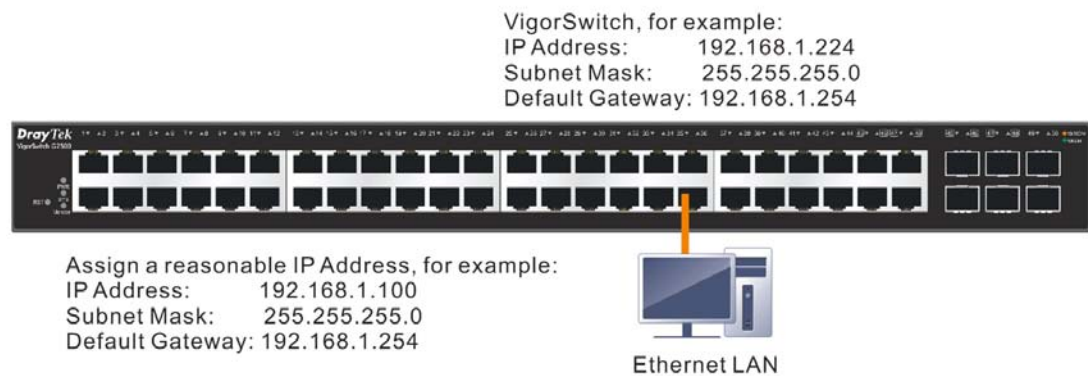 VigorSwitch, for example:
IP Address: 192.168.1.224
Subnet Mask: 255.255.255.0
Default Gateway: 192.168.1.254
DrayTek
VigorSwitch G2500
PWR
RST
SYS
Assign a reasonable IP Address, for example:
IP Address: 192.168.1.100
Subnet Mask: 255.255.255.0
Default Gateway: 192.168.1.254
Ethernet LAN